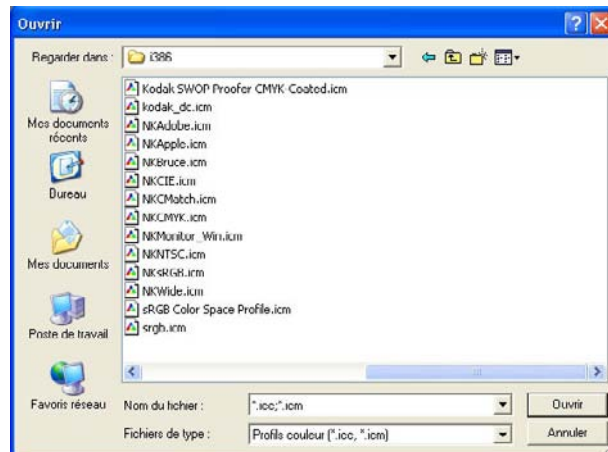 Ouvrir
Regarder dans : i386
Mes documents
récents
Bureau
Mes documents
Poste de travail
Favoris réseau
Kodak SWOP Proofer CMYK-Coated.icm
kodak_dc.icm
NKAdobe.icm
NKApple.icm
NKBruce.icm
NKCIE.icm
NKCMatch.icm
NKCMYK.icm
NKMonitor_Win.icm
NKNTSC.icm
NKsRGB.icm
NKWide.icm
sRGB Color Space Profile.icm
srgb.icm
Nom du fichier : *.icc;*.icm Ouvrir
Fichiers de type : Profils couleur (*.icc, *.icm) Annuler